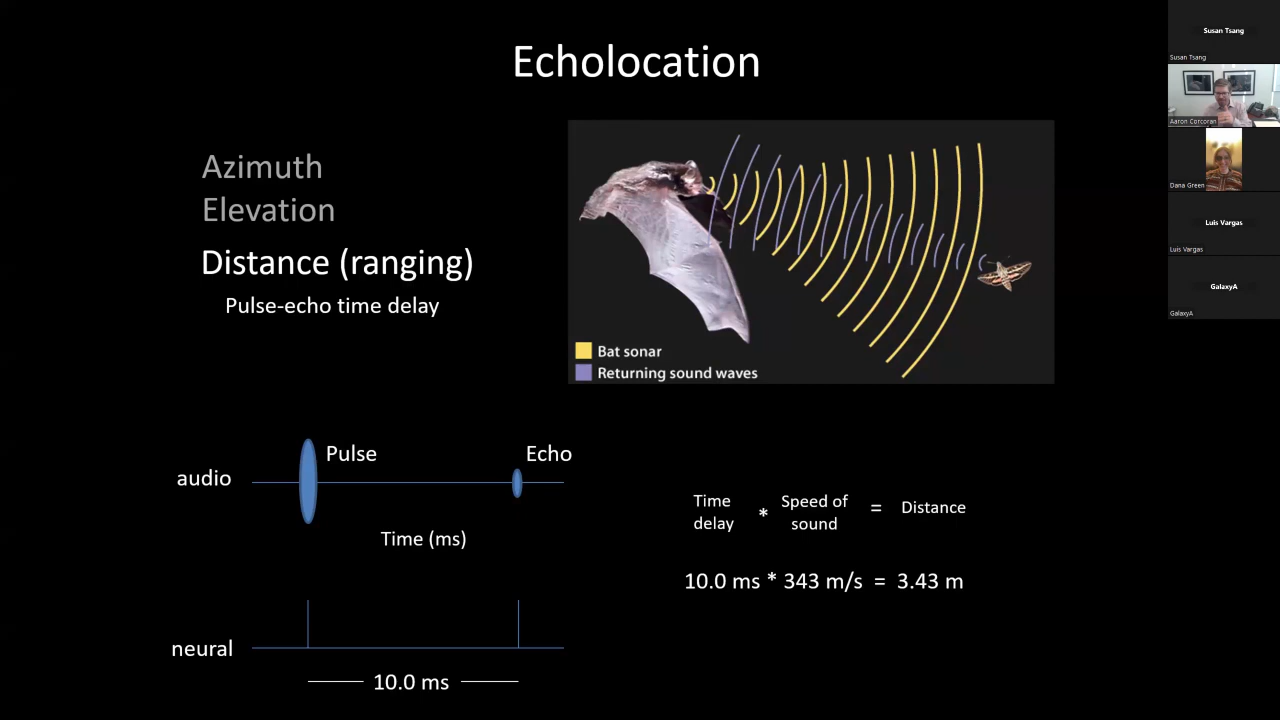 Echolocation
Azimuth
Elevation
Distance (ranging)
Pulse-echo time delay
Bat sonar
Returning sound waves
audio
Pulse
Echo
Time (ms)
neural
10.0 ms
Time
delay
*
Speed of
sound
=
Distance
10.0 ms * 343 m/s = 3.43 m
Susan Tsang
Susan Tsang
Aaron Corcoran
Dana Green
Luis Vargas
Luis Vargas
GalaxyA
GalaxyA